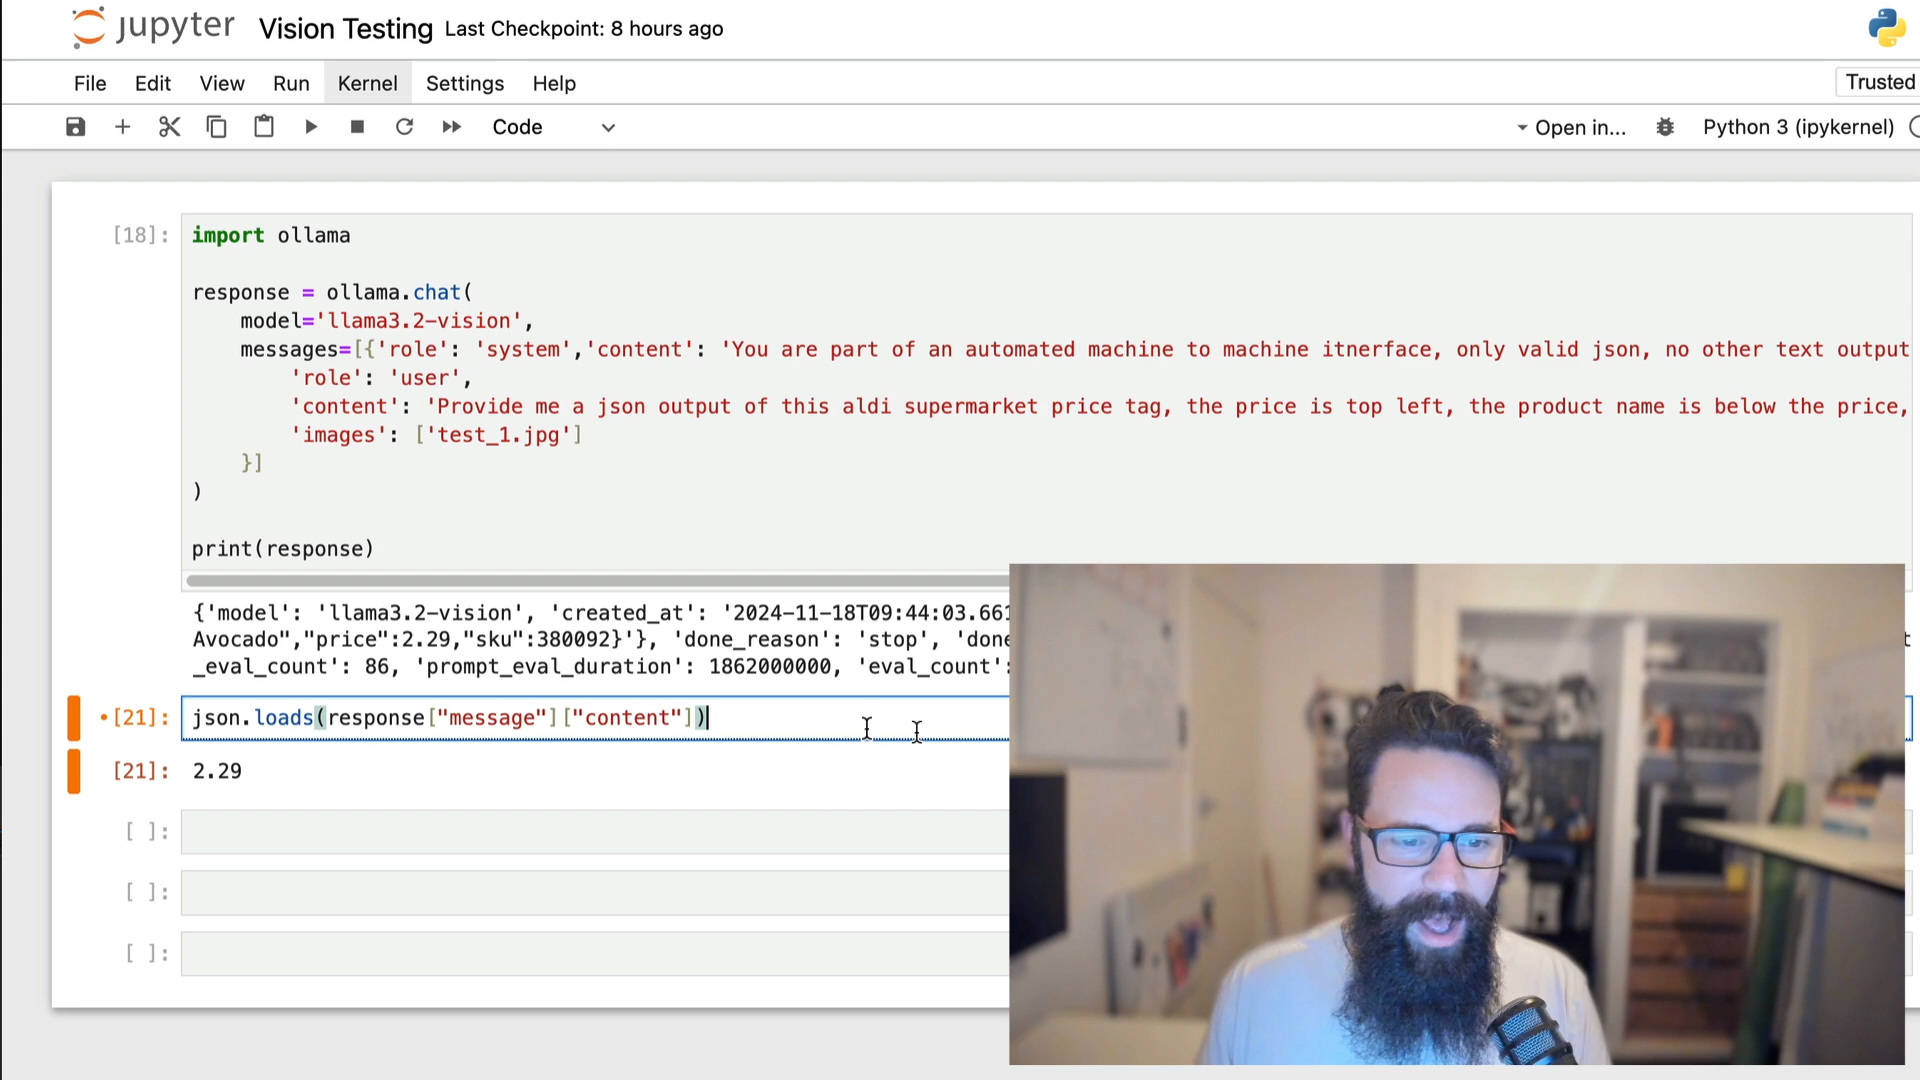 jupyter Vision Testing Last Checkpoint: 8 hours ago
File Edit View Run Kernel Settings Help
Trusted
Code
Open in... Python 3 (ipykernel)
[18]: import ollama
response = ollama.chat(
model='llama3.2-vision',
messages=[{'role': 'system','content': 'You are part of an automated machine to machine itnerface, only valid json, no other text output
'role': 'user',
'content': 'Provide me a json output of this aldi supermarket price tag, the price is top left, the product name is below the price,
'images': ['test_1.jpg']
}]
)
print(response)
{'model': 'llama3.2-vision', 'created_at': '2024-11-18T09:44:03.661
Avocado","price":2.29,"sku":380092}'}, 'done_reason': 'stop', 'done
_eval_count': 86, 'prompt_eval_duration': 1862000000, 'eval_count':
[21]: json.loads(response["message"]["content"])
[21]: 2.29
[ ]:
[ ]:
[ ]: